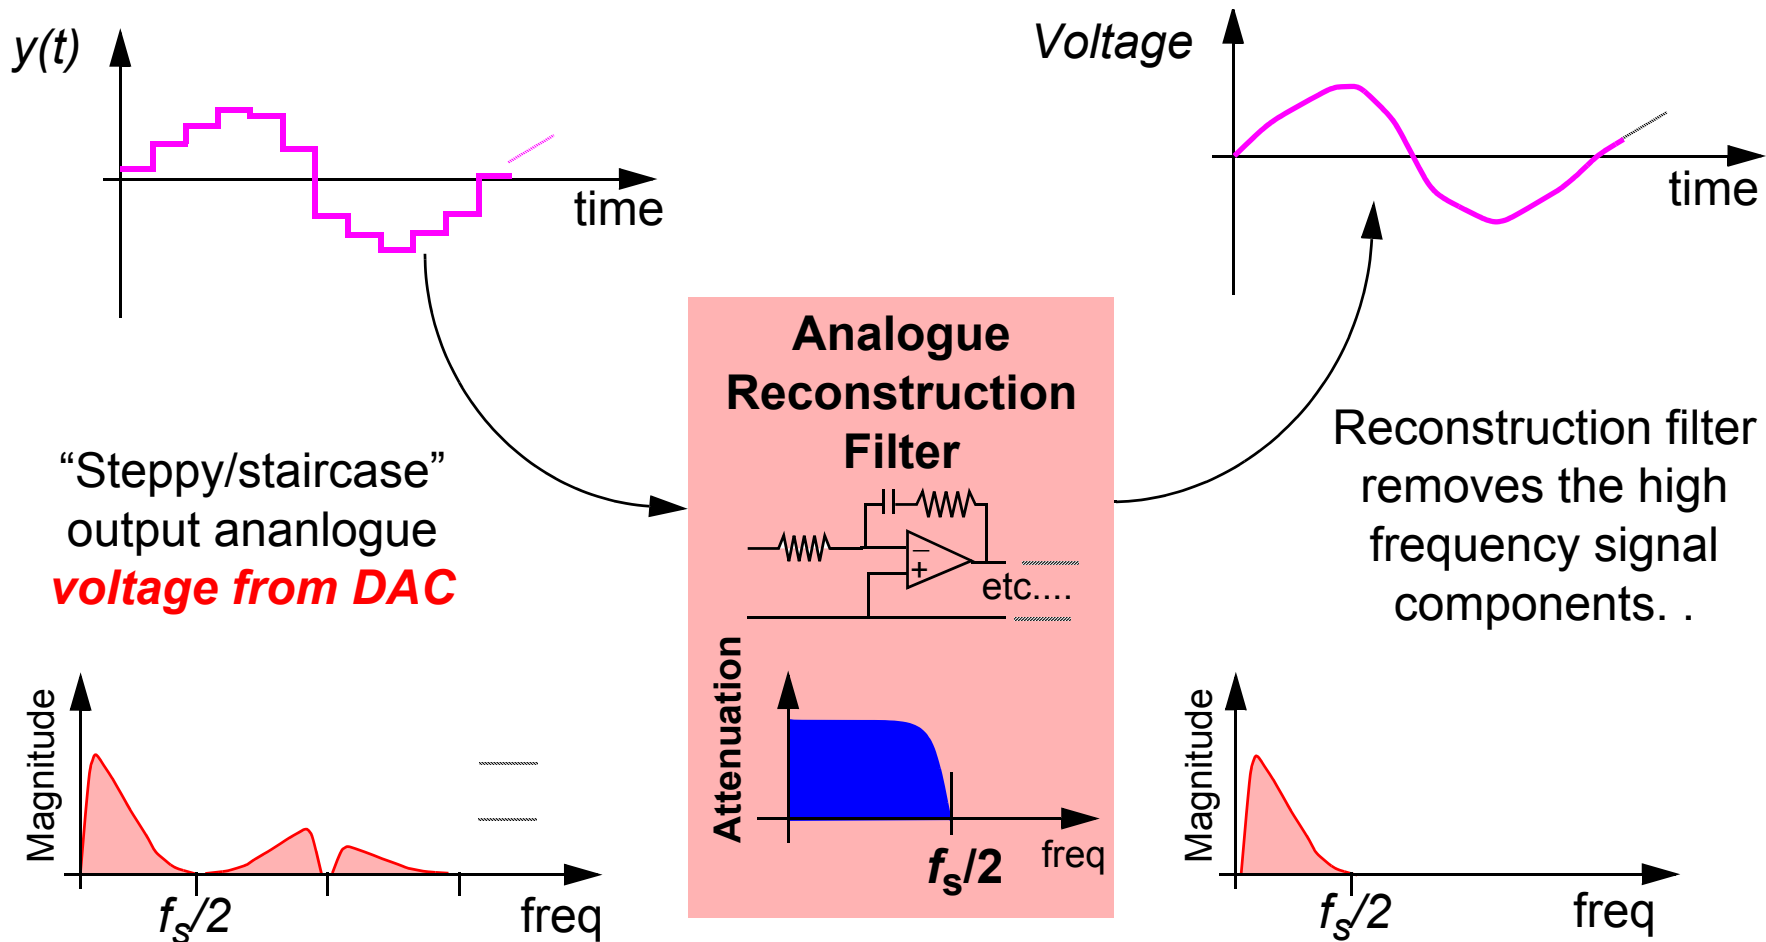 y(t)
time
Voltage
time
Analogue
Reconstruction
Filter
− 
+
etc....
Attenuation
freq
fs/2
“Steppy/staircase”
output ananlogue
voltage from DAC
Reconstruction filter
removes the high
frequency signal
components. .
Magnitude
fs/2
freq
Magnitude
fs/2
freq